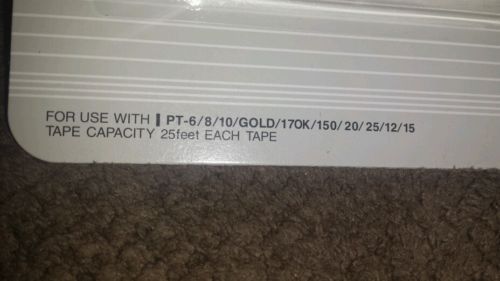 FOR USE WITH ▌PT-6/8/10/GOLD/170K/150/20/25/12/15
TAPE CAPACITY 25feet EACH TAPE